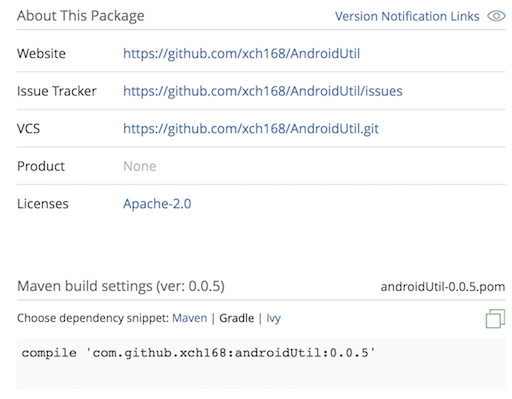 About This Package Version Notification Links
Website https://github.com/xch168/AndroidUtil
Issue Tracker https://github.com/xch168/AndroidUtil/issues
VCS https://github.com/xch168/AndroidUtil.git
Product None
Licenses Apache-2.0
Maven build settings (ver: 0.0.5) androidUtil-0.0.5.pom
Choose dependency snippet: Maven | Gradle | Ivy
compile 'com.github.xch168:androidUtil:0.0.5'